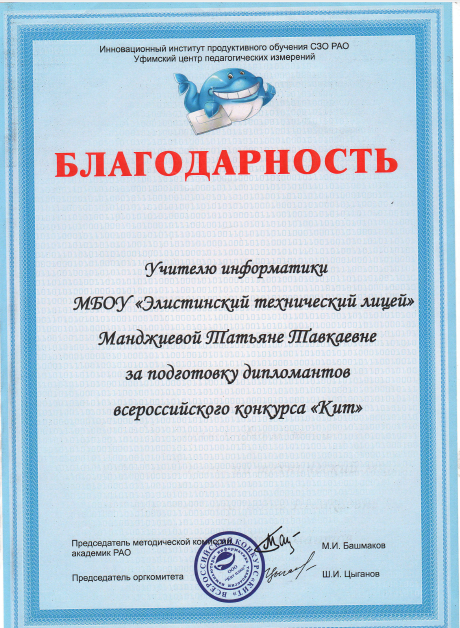 Инновационный институт продуктивного обучения СЗО РАО
Уфимский центр педагогических измерений
БЛАГОДАРНОСТЬ
Учителю информатики
МБОУ «Элистинский технический лицей»
Манджиевой Татьяне Тавкаевне
за подготовку дипломантов
всероссийского конкурса «Кит»
Председатель методической комиссии,
академик РАО
М.И. Башмаков
Председатель оргкомитета
Ш.И. Цыганов
ВСЕРОССИЙСКИЙ КОНКУРС «КИТ»